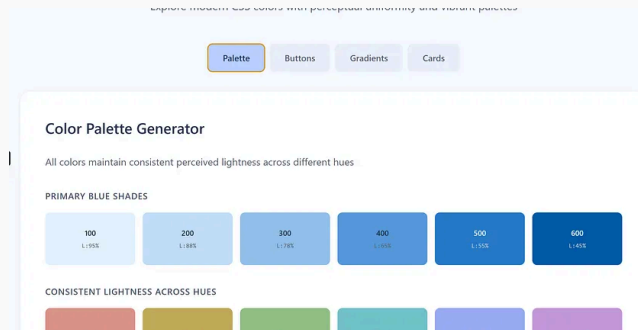 Explore modern CSS colors with perceptual uniformity and vibrant palettes
Palette
Buttons
Gradients
Cards
Color Palette Generator
All colors maintain consistent perceived lightness across different hues
PRIMARY BLUE SHADES
100
L:95%
200
L:88%
300
L:78%
400
500
L:55%
600
L:45%
CONSISTENT LIGHTNESS ACROSS HUES